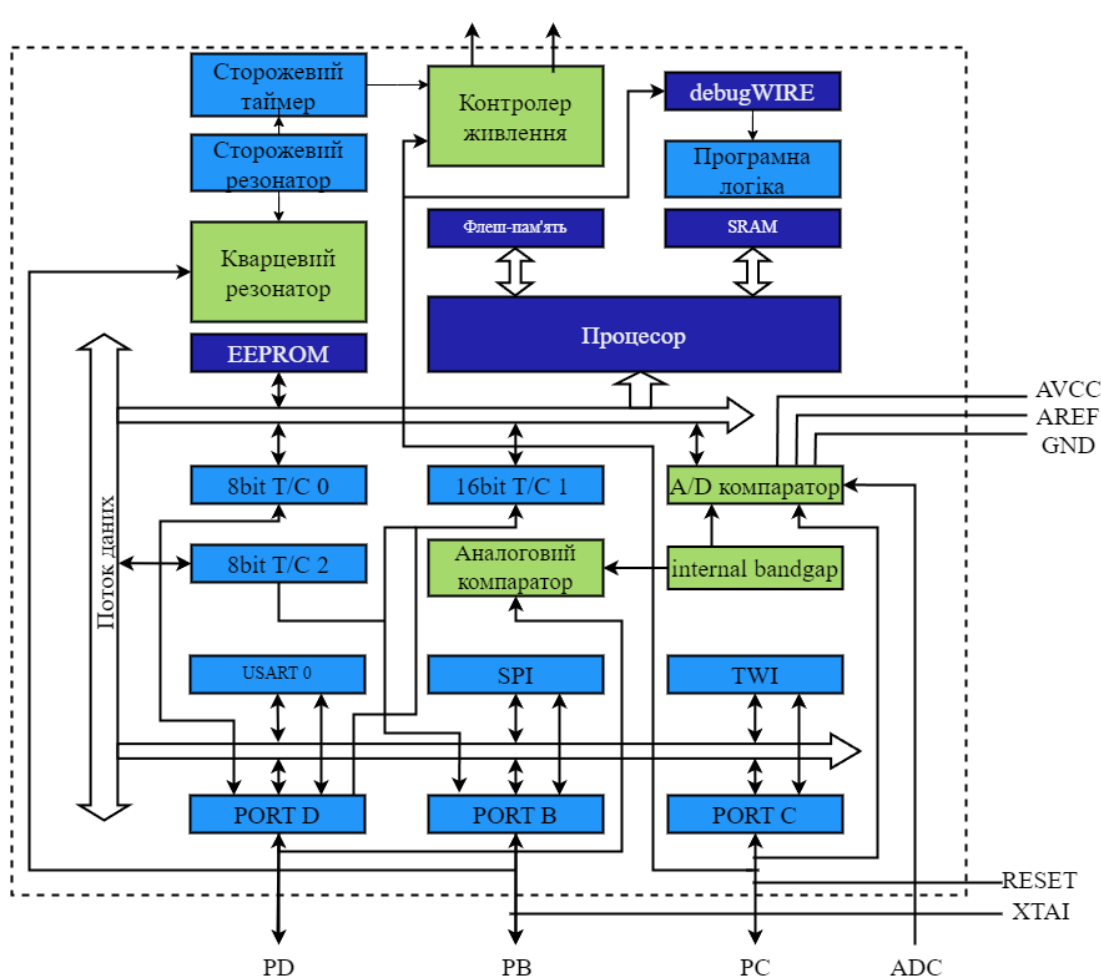 Сторожевий
таймер
Контролер
живлення
debugWIRE
Сторожевий
резонатор
Програмна
логіка
Флеш-пам'ять
SRAM
Кварцевий
резонатор
Процесор
EEPROM
AVCC
AREF
GND
8bit T/C 0
16bit T/C 1
A/D компаратор
Поток даних
8bit T/C 2
Аналоговий
компаратор
internal bandgap
USART 0
SPI
TWI
PORT D
PORT B
PORT C
RESET
XTAI
PD
PB
PC
ADC